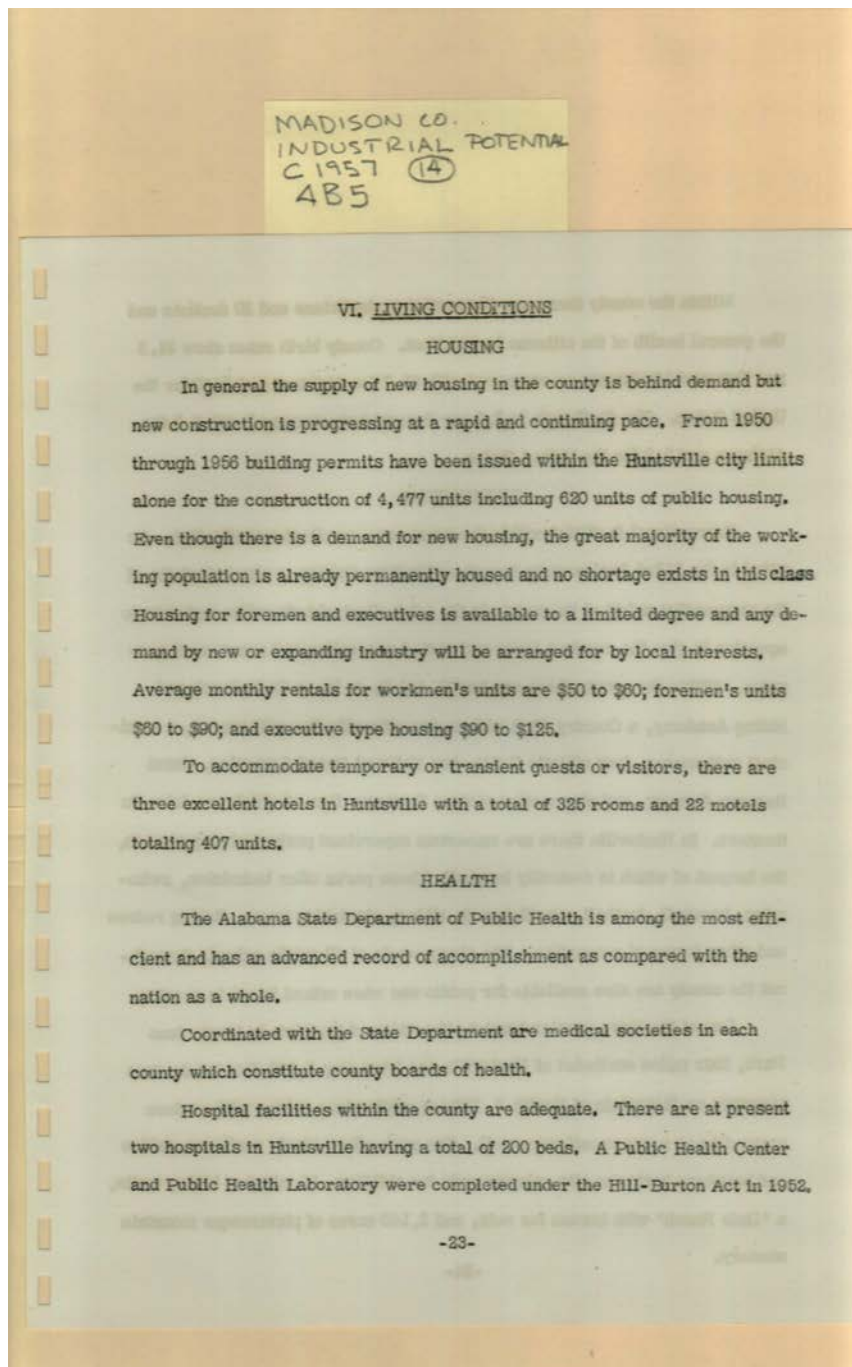 MADISON CO.
INDUSTRIAL POTENTIAL
C 1957 14
4B5
VI. LIVING CONDITIONS
HOUSING
In general the supply of new housing in the county is behind demand but
new construction is progressing at a rapid and continuing pace. From 1950
through 1956 building permits have been issued within the Huntsville city limits
alone for the construction of 4,477 units including 620 units of public housing.
Even though there is a demand for new housing, the great majority of the work-
ing population is already permanently housed and no shortage exists in this class
Housing for foremen and executives is available to a limited degree and any de-
mand by new or expanding industry will be arranged for by local interests.
Average monthly rentals for workmen's units are $50 to $60; foremen's units
$60 to $90; and executive type housing $90 to $125.
To accommodate temporary or transient guests or visitors, there are
three excellent hotels in Huntsville with a total of 325 rooms and 22 motels
totaling 407 units.
HEALTH
The Alabama State Department of Public Health is among the most effi-
cient and has an advanced record of accomplishment as compared with the
nation as a whole.
Coordinated with the State Department are medical societies in each
county which constitute county boards of health.
Hospital facilities within the county are adequate. There are at present
two hospitals in Huntsville having a total of 200 beds. A Public Health Center
and Public Health Laboratory were completed under the Hill-Burton Act in 1952.
-23-